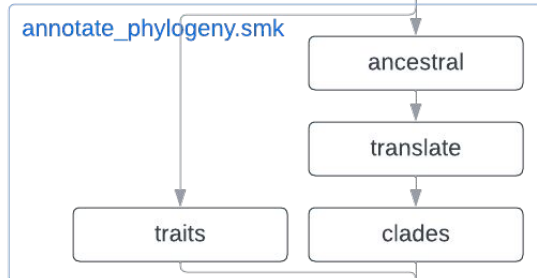 annotate_phylogeny.smk
ancestral
translate
traits
clades